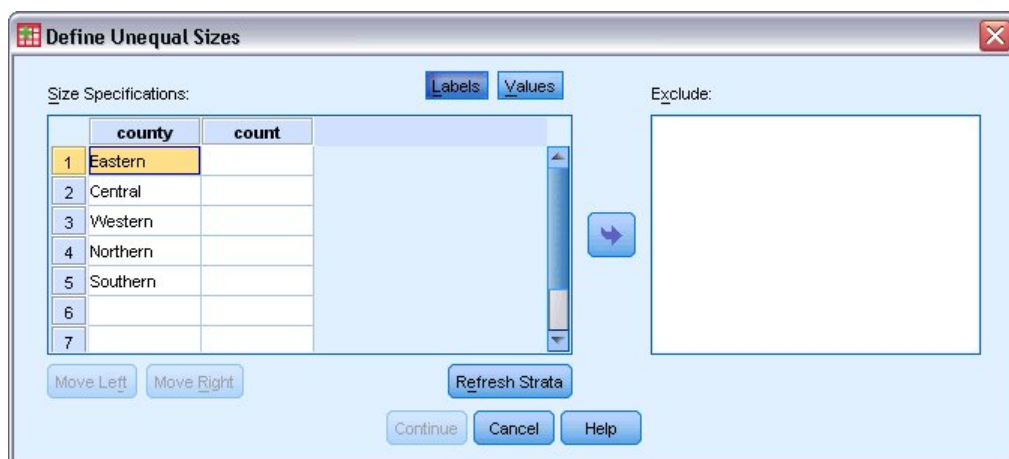 Define Unequal Sizes
Size Specifications:
Labels
Values
Exclude:
county count
1 Eastern
2 Central
3 Western
4 Northern
5 Southern
6
7
Move Left
Move Right
Refresh Strata
Continue
Cancel
Help